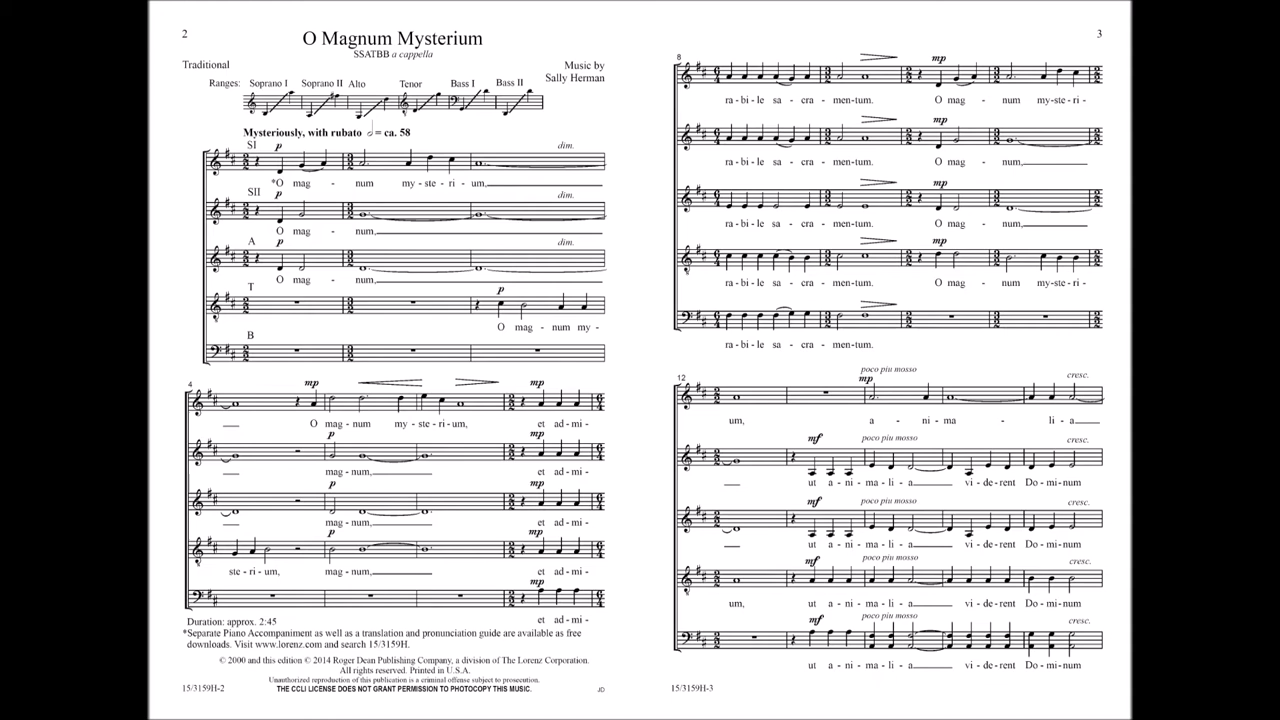 2
O Magnum Mysterium
SSATBB a cappella
Traditional
Music by
Sally Herman
Ranges: Soprano I Soprano II Alto Tenor Bass I Bass II
Mysteriously, with rubato = ca. 58
SI p dim.
*O mag - num my - ste - ri - um,
SII p dim.
O mag - num,
A p dim.
O mag - num,
T p
O mag - num my -
B
4 mp mp
O mag - num my - ste - ri - um, et ad - mi -
p mp
mag - num, et ad - mi -
p mp
mag - num, et ad - mi -
p mp
ste - ri - um, mag - num, et ad - mi -
mp
et ad - mi -
Duration: approx. 2:45
*Separate Piano Accompaniment as well as a translation and pronunciation guide are available as free
downloads. Visit www.lorenz.com and search 15/3159H.
© 2000 and this edition © 2014 Roger Dean Publishing Company, a division of The Lorenz Corporation.
All rights reserved. Printed in U.S.A.
Unauthorized reproduction of this publication is a criminal offense subject to prosecution.
THE CCLI LICENSE DOES NOT GRANT PERMISSION TO PHOTOCOPY THIS MUSIC.
15/3159H-2
JD
3
8 mp
ra - bi - le sa - cra - men - tum. O mag - num my - ste - ri -
mp
ra - bi - le sa - cra - men - tum. O mag - num,
mp
ra - bi - le sa - cra - men - tum. O mag - num,
mp
ra - bi - le sa - cra - men - tum. O mag - num my - ste - ri -
ra - bi - le sa - cra - men - tum.
12 poco piu mosso mp cresc.
um, a - ni - ma - li - a
mf poco piu mosso cresc.
ut a - ni - ma - li - a vi - de - rent Do - mi - num
mf poco piu mosso cresc.
ut a - ni - ma - li - a vi - de - rent Do - mi - num
mf poco piu mosso cresc.
um, ut a - ni - ma - li - a vi - de - rent Do - mi - num
mf poco piu mosso cresc.
ut a - ni - ma - li - a vi - de - rent Do - mi - num
15/3159H-3